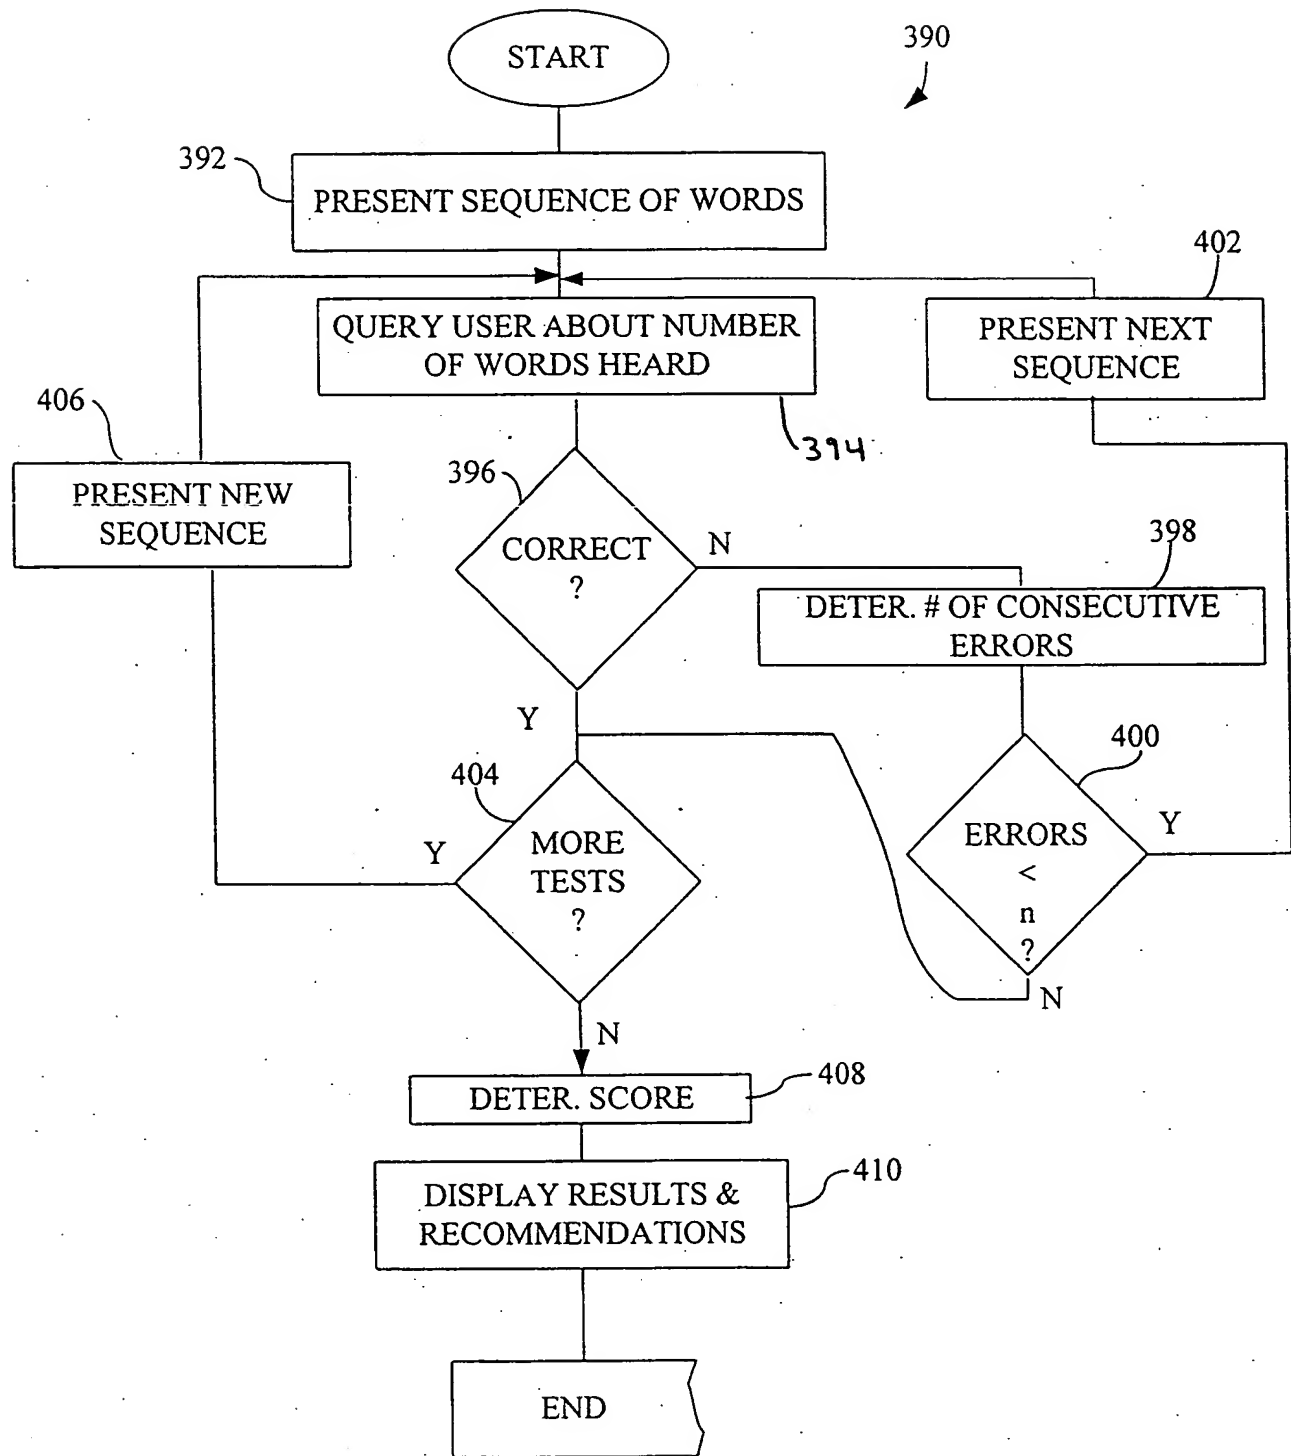 START
390
392
PRESENT SEQUENCE OF WORDS
402
QUERY USER ABOUT NUMBER
OF WORDS HEARD
PRESENT NEXT
SEQUENCE
406
394
PRESENT NEW
SEQUENCE
396
CORRECT
?
N
398
DETER. # OF CONSECUTIVE
ERRORS
Y
400
404
ERRORS
<
n
?
Y
N
MORE
TESTS
?
Y
N
DETER. SCORE
408
DISPLAY RESULTS &
RECOMMENDATIONS
410
END